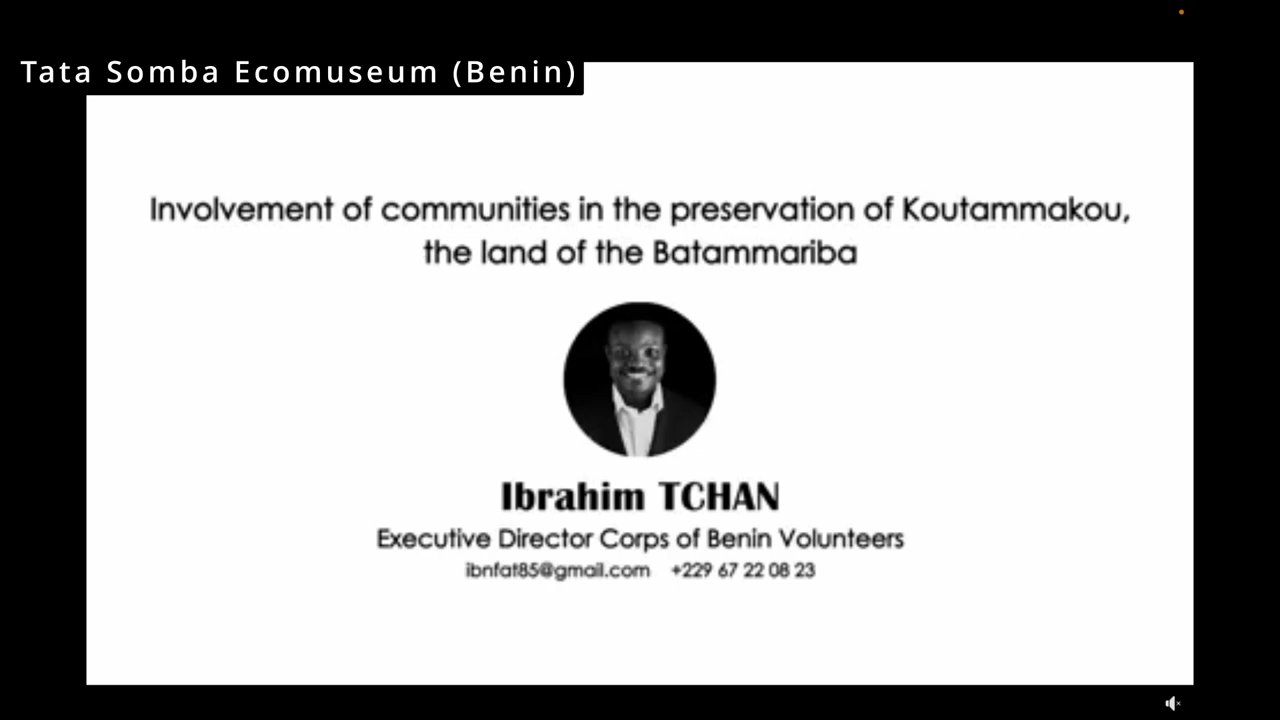 Tata Somba Ecomuseum (Benin)
Involvement of communities in the preservation of Koutammakou,
the land of the Batammariba
Ibrahim TCHAN
Executive Director Corps of Benin Volunteers
ibnfat85@gmail.com +229 67 22 08 23